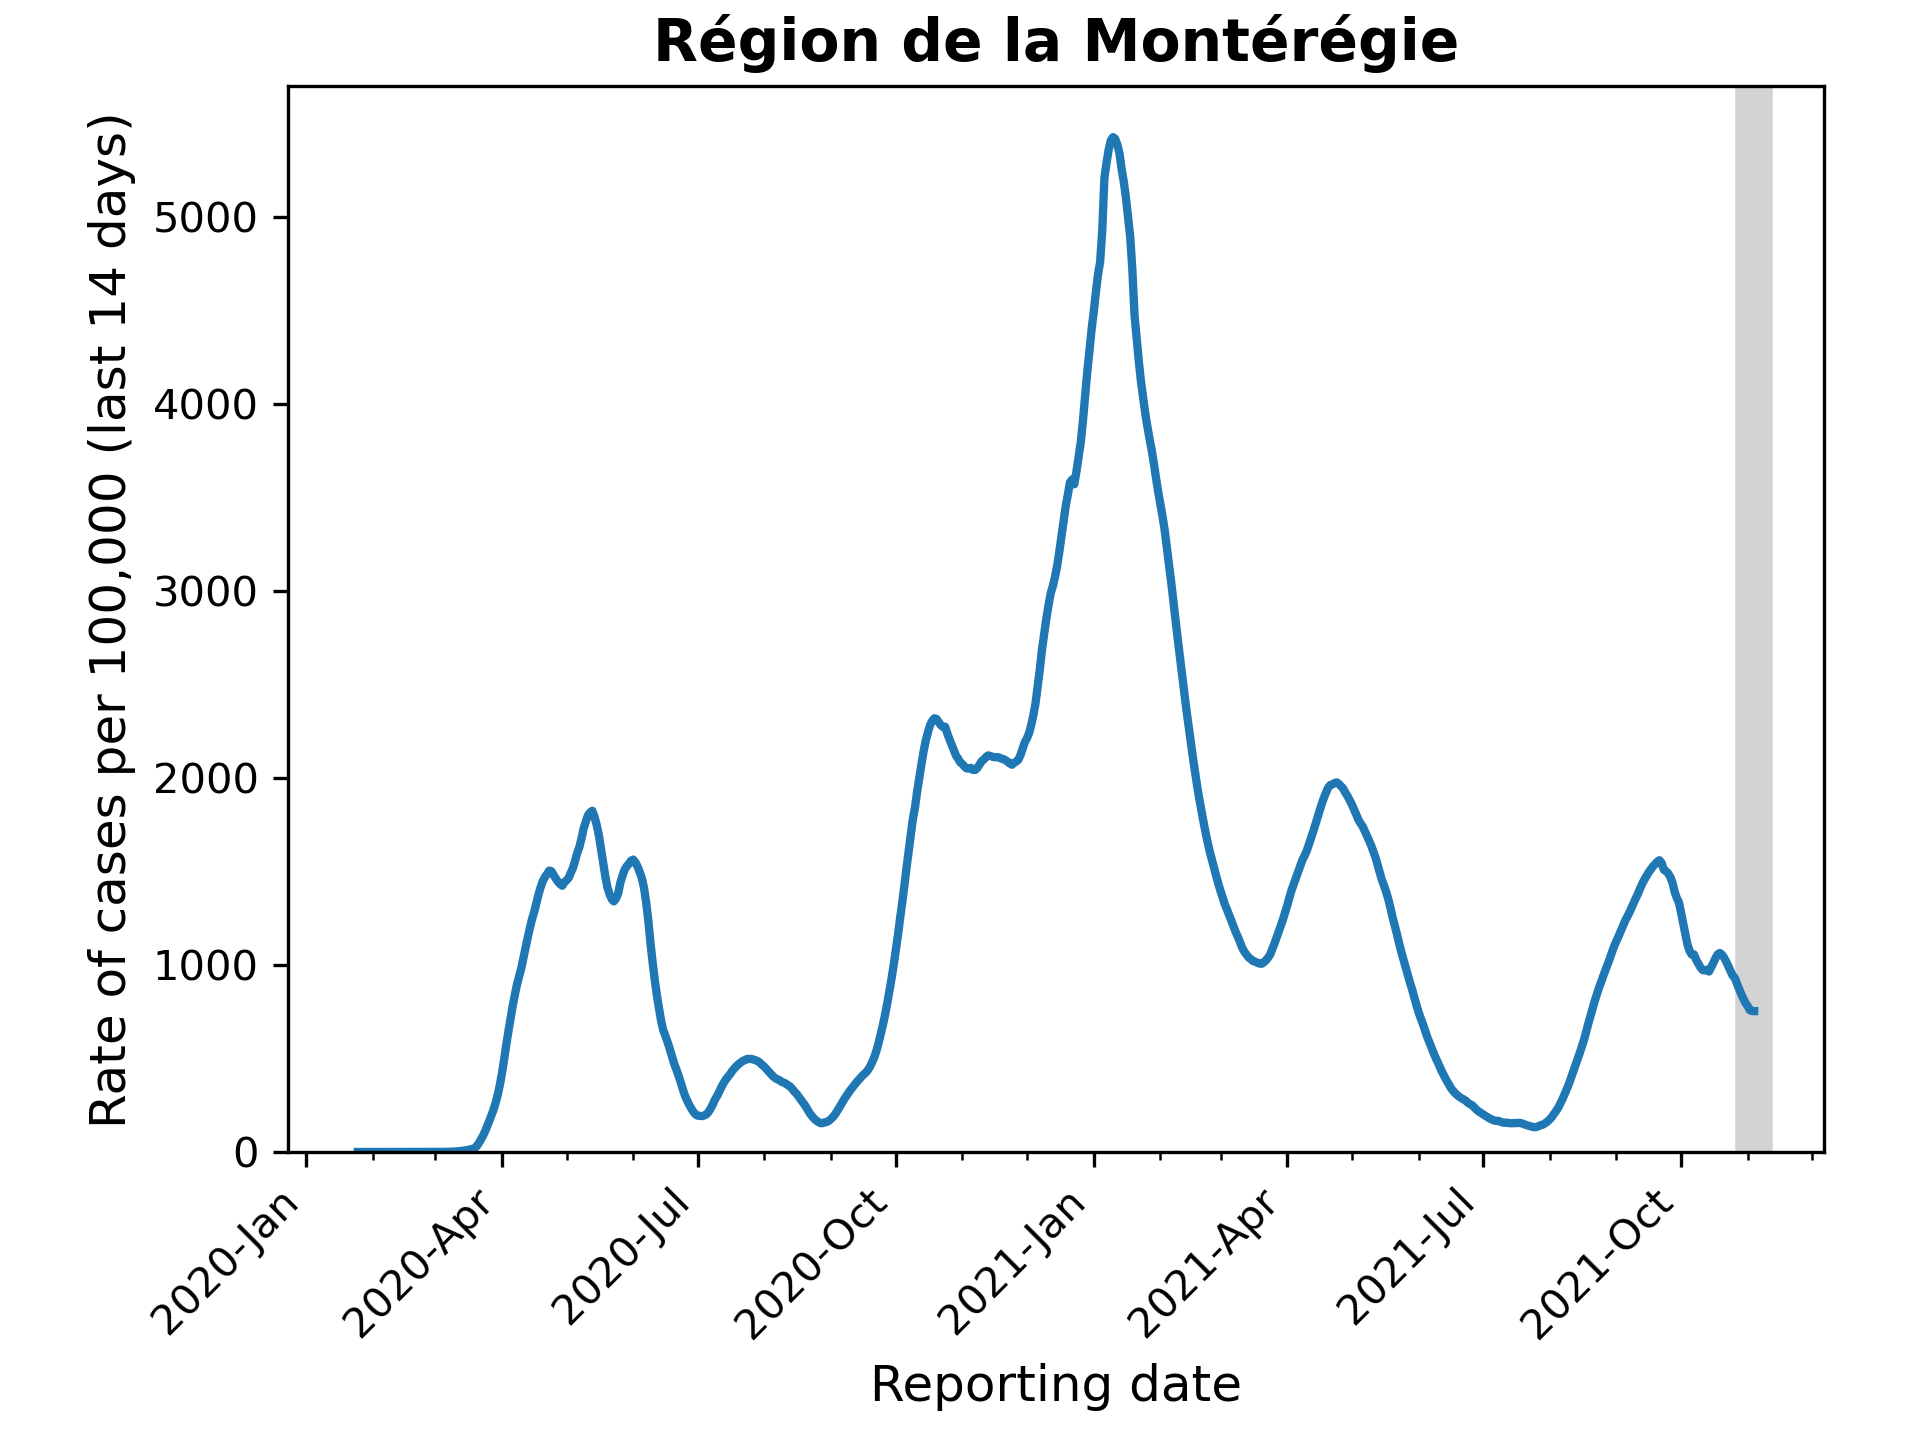 Région de la Montérégie
Rate of cases per 100,000 (last 14 days)
5000
4000
3000
2000
1000
0
2020-Jan
2020-Apr
2020-Jul
2020-Oct
2021-Jan
2021-Apr
2021-Jul
2021-Oct
Reporting date